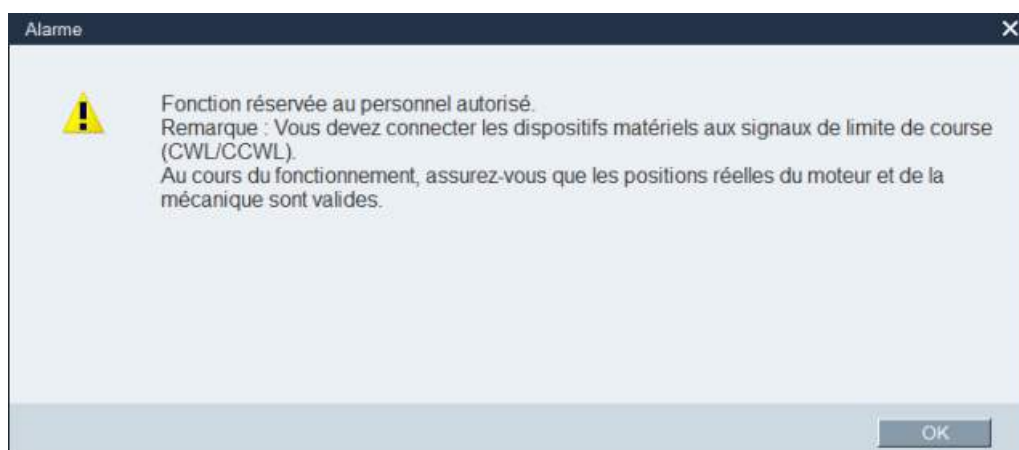 Alarme
Fonction réservée au personnel autorisé.
Remarque : Vous devez connecter les dispositifs matériels aux signaux de limite de course
(CWL/CCWL).
Au cours du fonctionnement, assurez-vous que les positions réelles du moteur et de la
mécanique sont valides.
OK